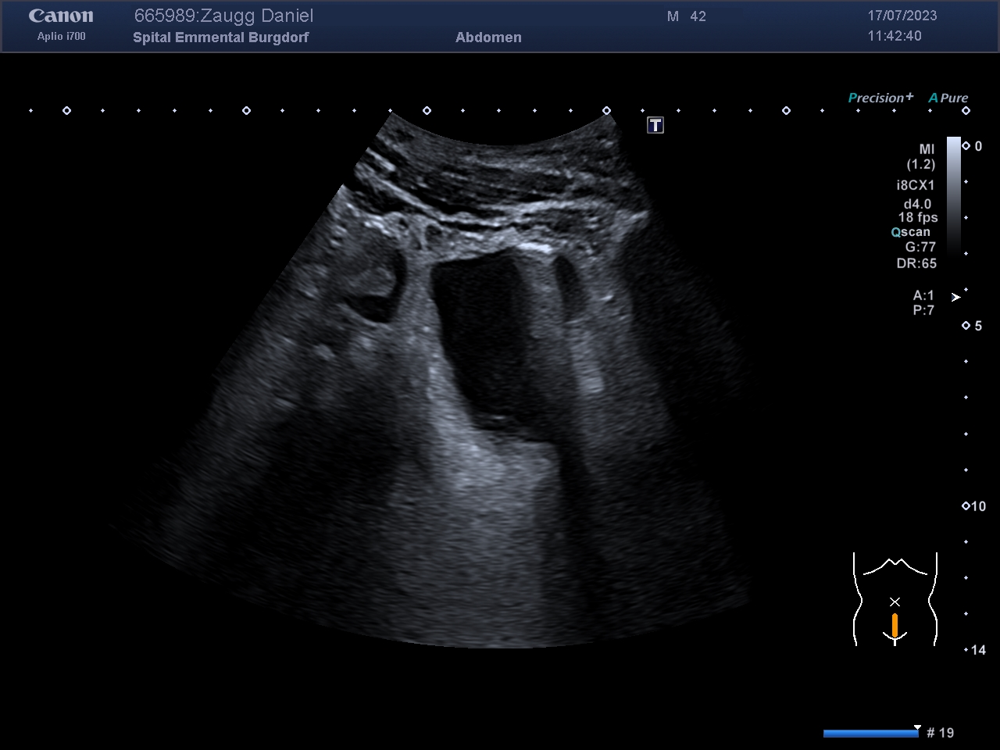 Canon 665989:Zaugg Daniel M 42 17/07/2023
Aplio i700 Spital Emmental Burgdorf Abdomen 11:42:40
Precision+ A Pure
T
MI
(1.2)
i8CX1
d4.0
18 fps
Qscan
G:77
DR:65
A:1
P:7
0
5
10
14
# 19